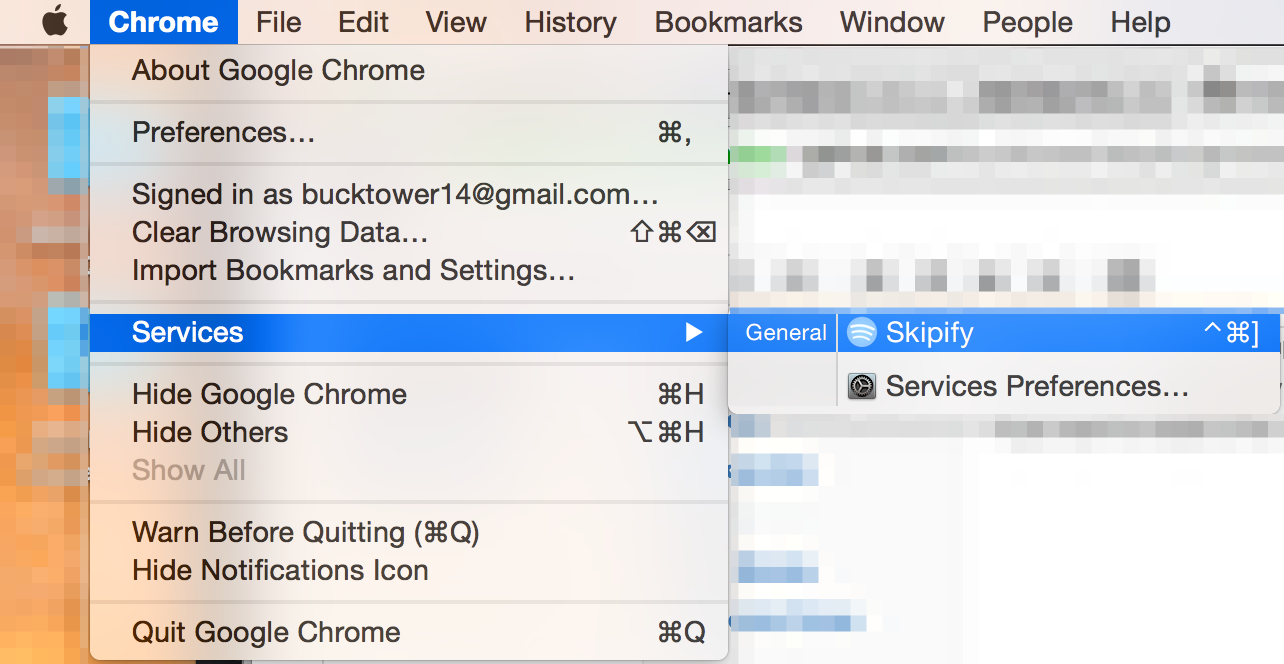 Chrome File Edit View History Bookmarks Window People Help
About Google Chrome
Preferences… ⌘,
Signed in as bucktower14@gmail.com…
Clear Browsing Data… ⇧⌘⌫
Import Bookmarks and Settings…
Services ▶ General Skipify ^⌘]
Services Preferences…
Hide Google Chrome ⌘H
Hide Others ⌥⌘H
Show All
Warn Before Quitting (⌘Q)
Hide Notifications Icon
Quit Google Chrome ⌘Q